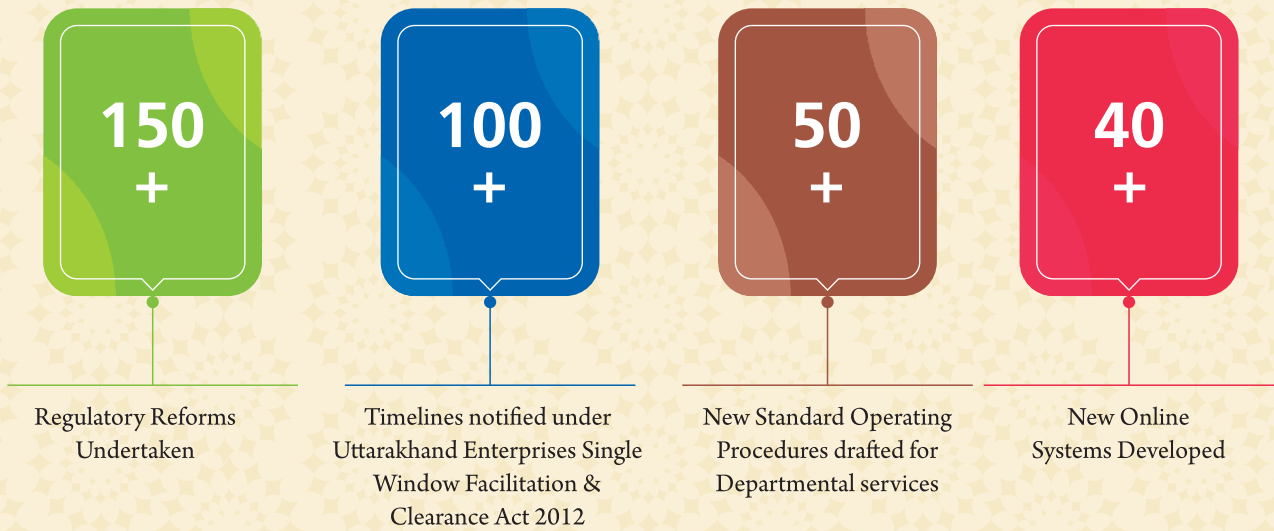 150
+
Regulatory Reforms
Undertaken
100
+
Timelines notified under
Uttarakhand Enterprises Single
Window Facilitation &
Clearance Act 2012
50
+
New Standard Operating
Procedures drafted for
Departmental services
40
+
New Online
Systems Developed